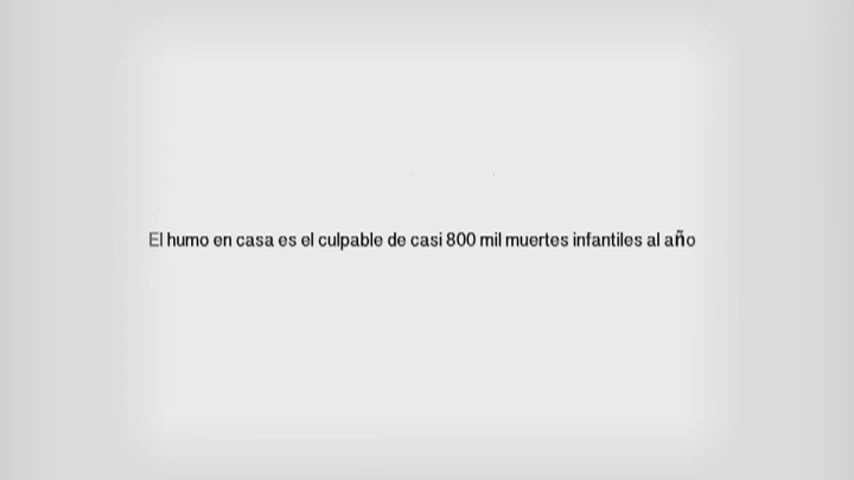 El humo en casa es el culpable de casi 800 mil muertes infantiles al año